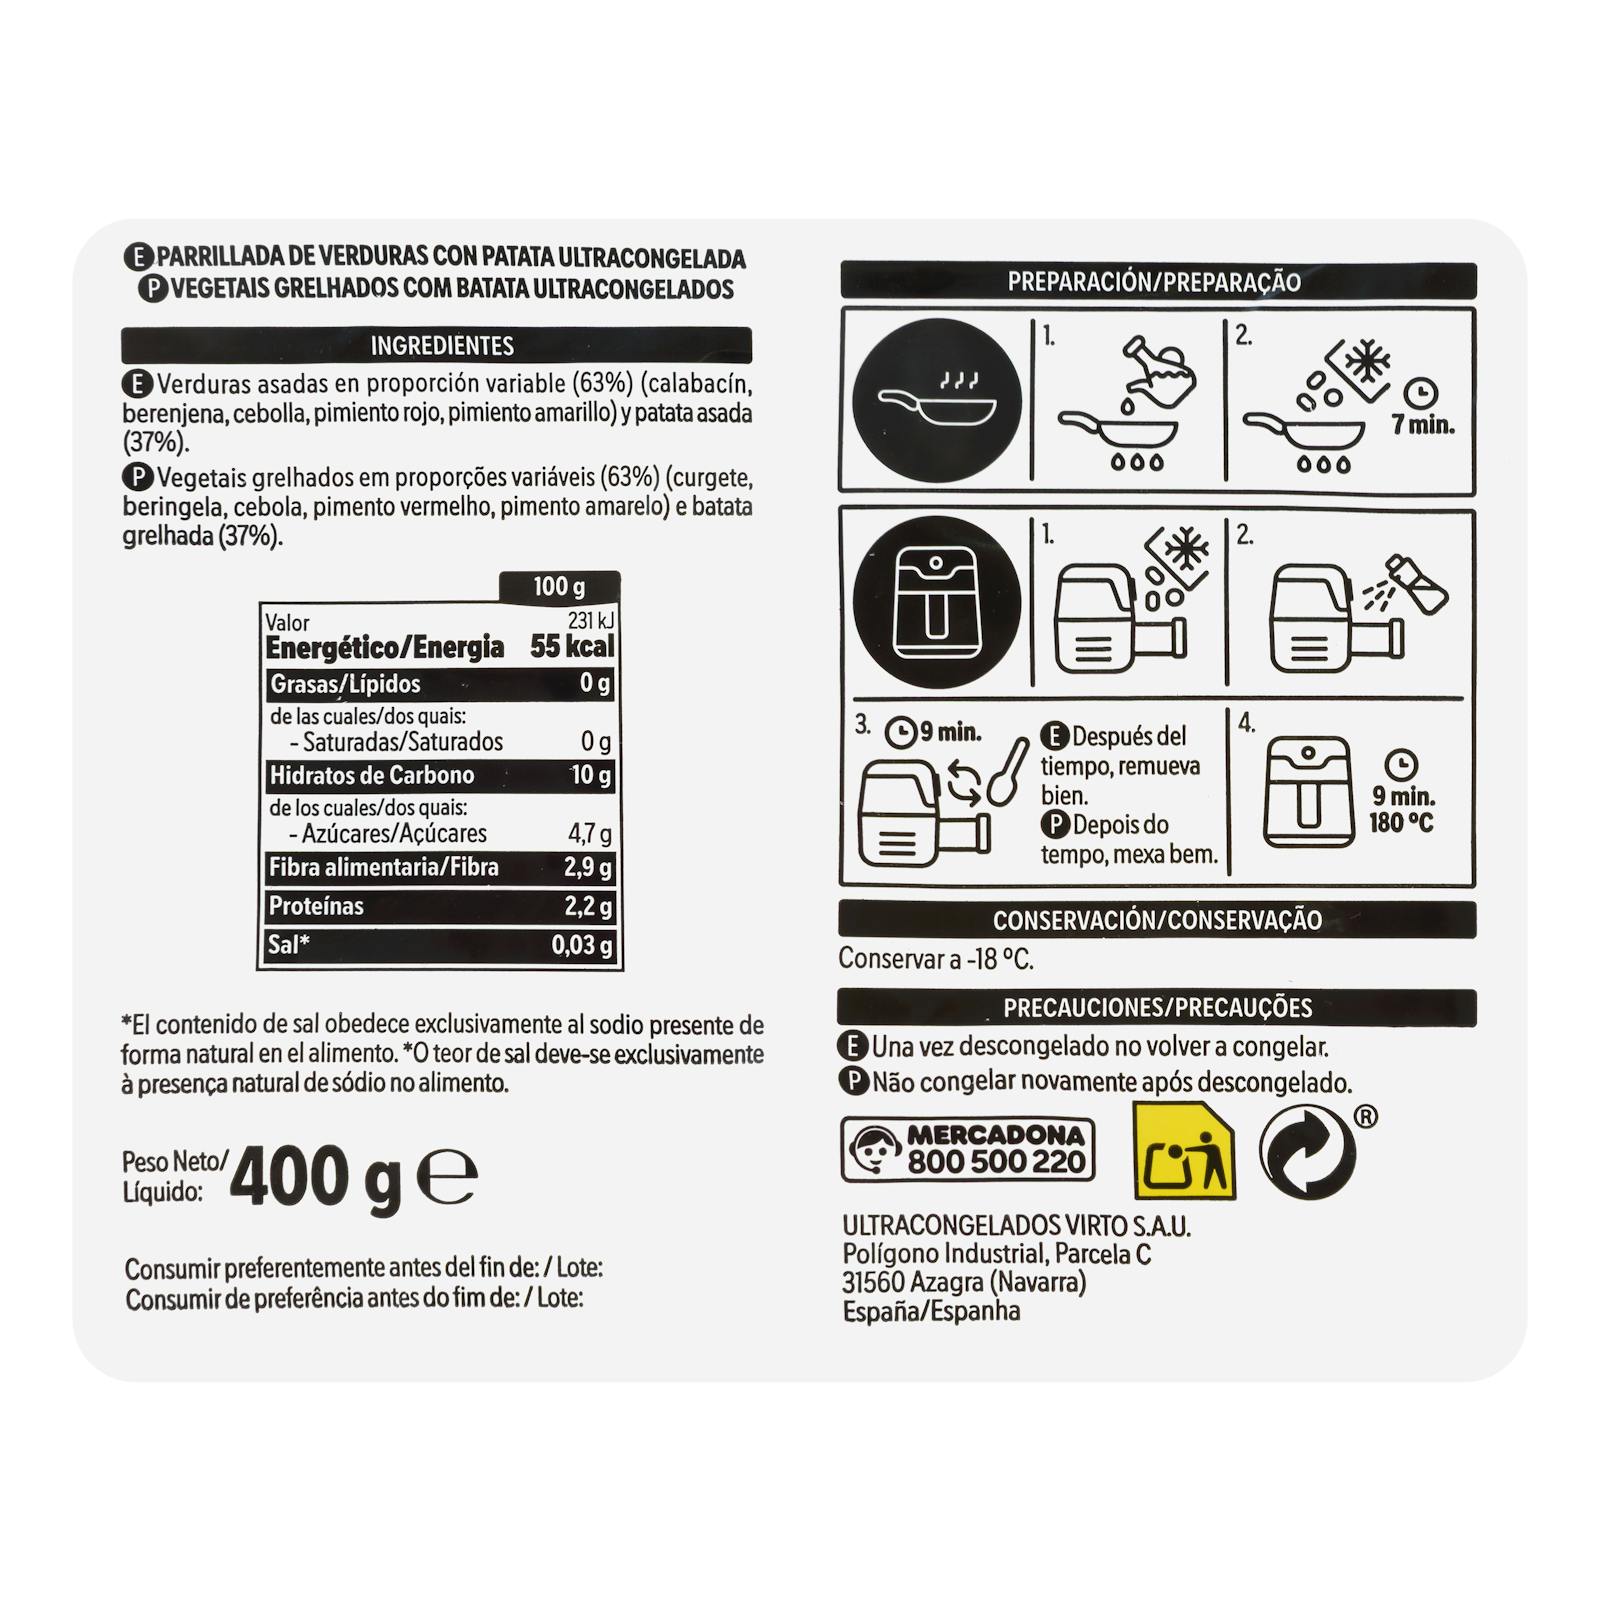 E PARRILLADA DE VERDURAS CON PATATA ULTRACONGELADA
P VEGETAIS GRELHADOS COM BATATA ULTRACONGELADOS
INGREDIENTES
E Verduras asadas en proporción variable (63%) (calabacín,
berenjena, cebolla, pimiento rojo, pimiento amarillo) y patata asada
(37%).
P Vegetais grelhados em proporções variáveis (63%) (curgete,
beringela, cebola, pimento vermelho, pimento amarelo) e batata
grelhada (37%).
100 g
Valor 231 kJ
Energético/Energia 55 kcal
Grasas/Lípidos 0 g
de las cuales/dos quais:
- Saturadas/Saturados 0 g
Hidratos de Carbono 10 g
de los cuales/dos quais:
- Azúcares/Açúcares 4,7 g
Fibra alimentaria/Fibra 2,9 g
Proteínas 2,2 g
Sal* 0,03 g
*El contenido de sal obedece exclusivamente al sodio presente de
forma natural en el alimento. *O teor de sal deve-se exclusivamente
à presença natural de sódio no alimento.
Peso Neto/
Líquido: 400 g e
Consumir preferentemente antes del fin de: / Lote:
Consumir de preferência antes do fim de: / Lote:
PREPARACIÓN/PREPARAÇÃO
1.
2.
7 min.
1.
2.
3.
9 min.
E Después del
tiempo, remueva
bien.
P Depois do
tempo, mexa bem.
4.
9 min.
180 ºC
CONSERVACIÓN/CONSERVAÇÃO
Conservar a -18 ºC.
PRECAUCIONES/PRECAUÇÕES
E Una vez descongelado no volver a congelar.
P Não congelar novamente após descongelado.
MERCADONA
800 500 220
®
ULTRACONGELADOS VIRTO S.A.U.
Polígono Industrial, Parcela C
31560 Azagra (Navarra)
España/Espanha